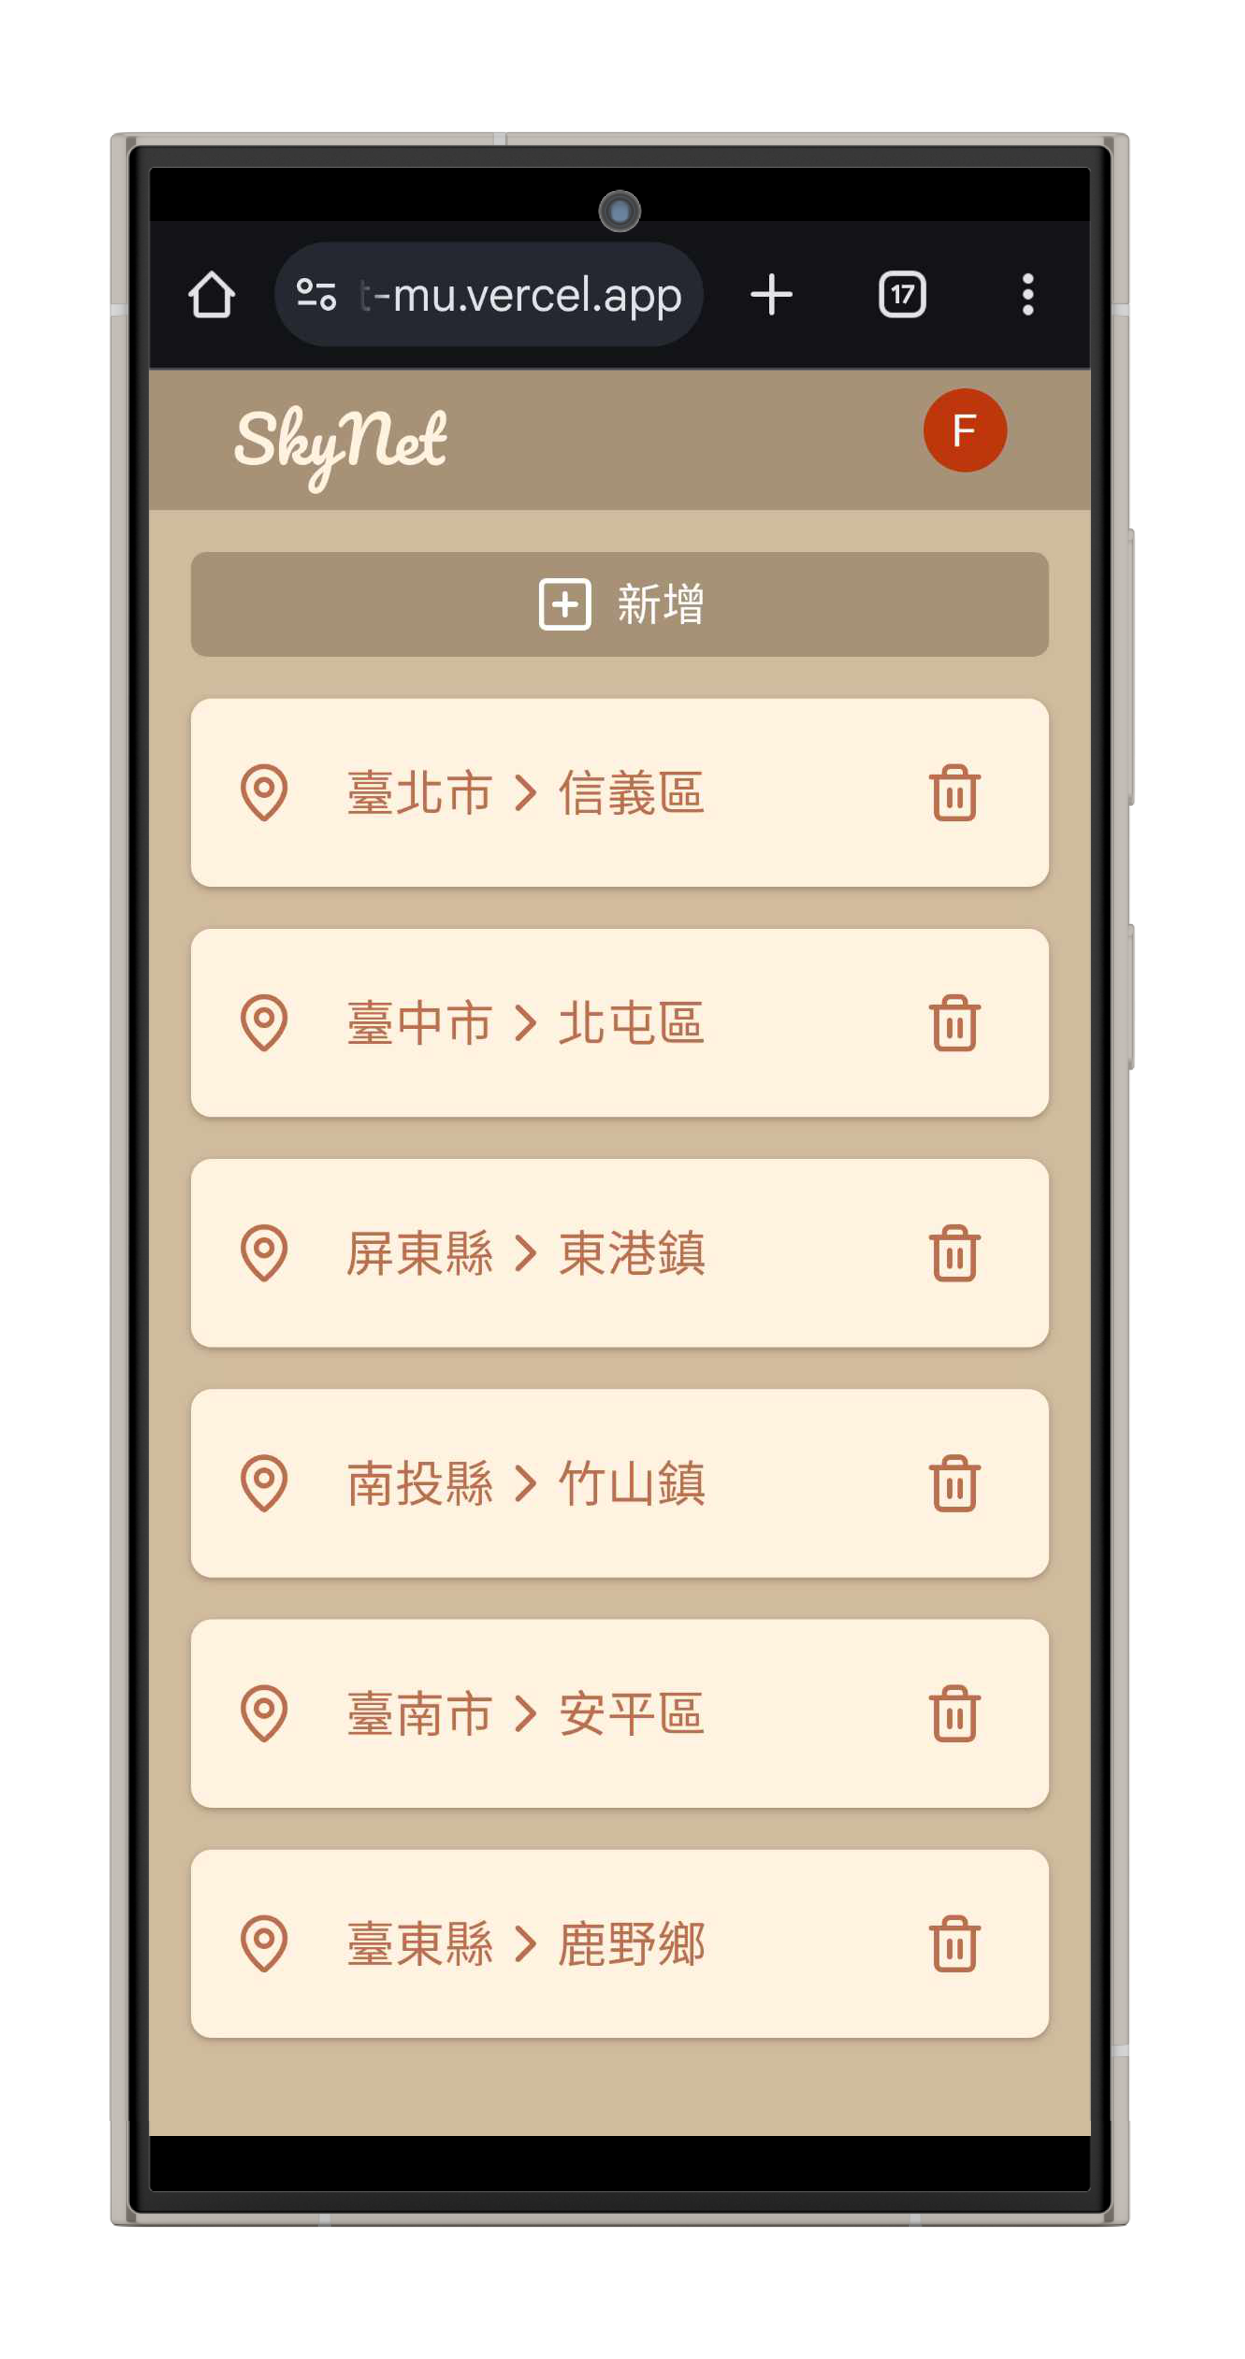 -mu.vercel.app
17
SkyNet
F
新增
臺北市 > 信義區
臺中市 > 北屯區
屏東縣 > 東港鎮
南投縣 > 竹山鎮
臺南市 > 安平區
臺東縣 > 鹿野鄉